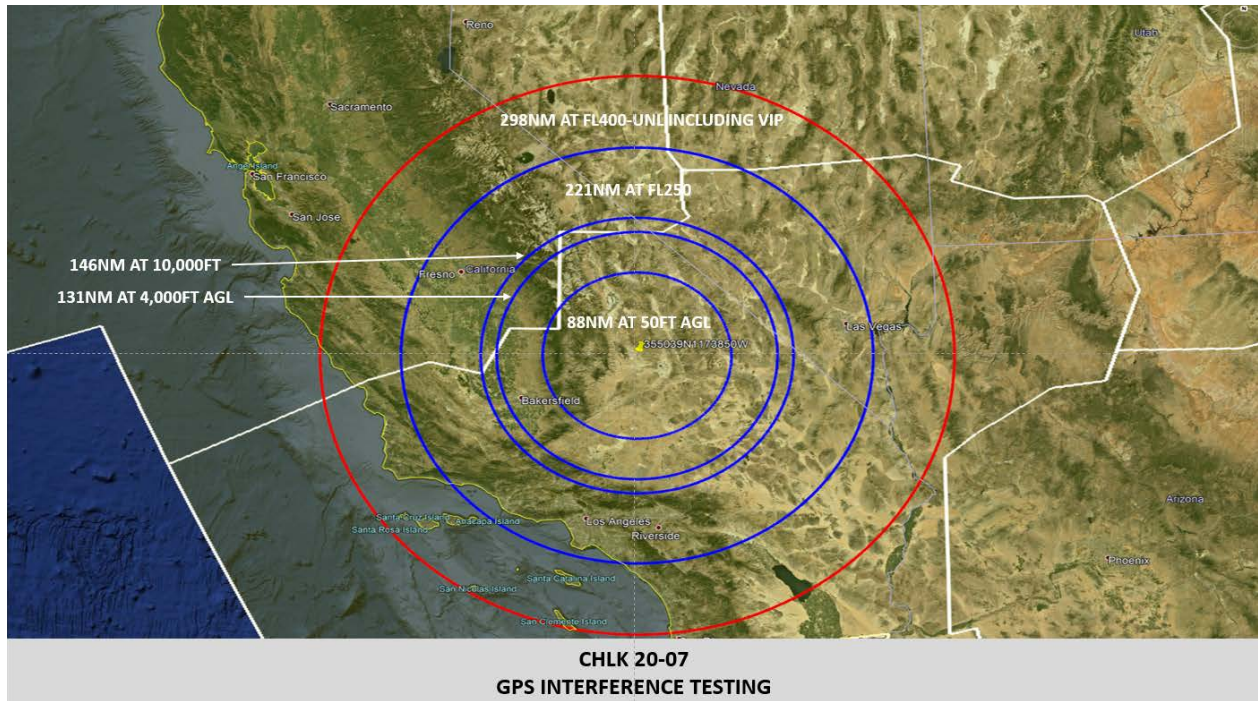 Reno
Utah
Nevada
Sacramento
298NM AT FL400-UNL INCLUDING VIP
Angel Island
San Francisco
221NM AT FL250
San Jose
146NM AT 10,000FT
Fresno
California
131NM AT 4,000FT AGL
88NM AT 50FT AGL
Las Vegas
355039N1173850W
Bakersfield
Arizona
Santa Cruz Island
Anacapa Island
Los Angeles
Santa Rosa Island
Riverside
Phoenix
Santa Catalina Island
San Nicolas Island
San Clemente Island
CHLK 20-07
GPS INTERFERENCE TESTING